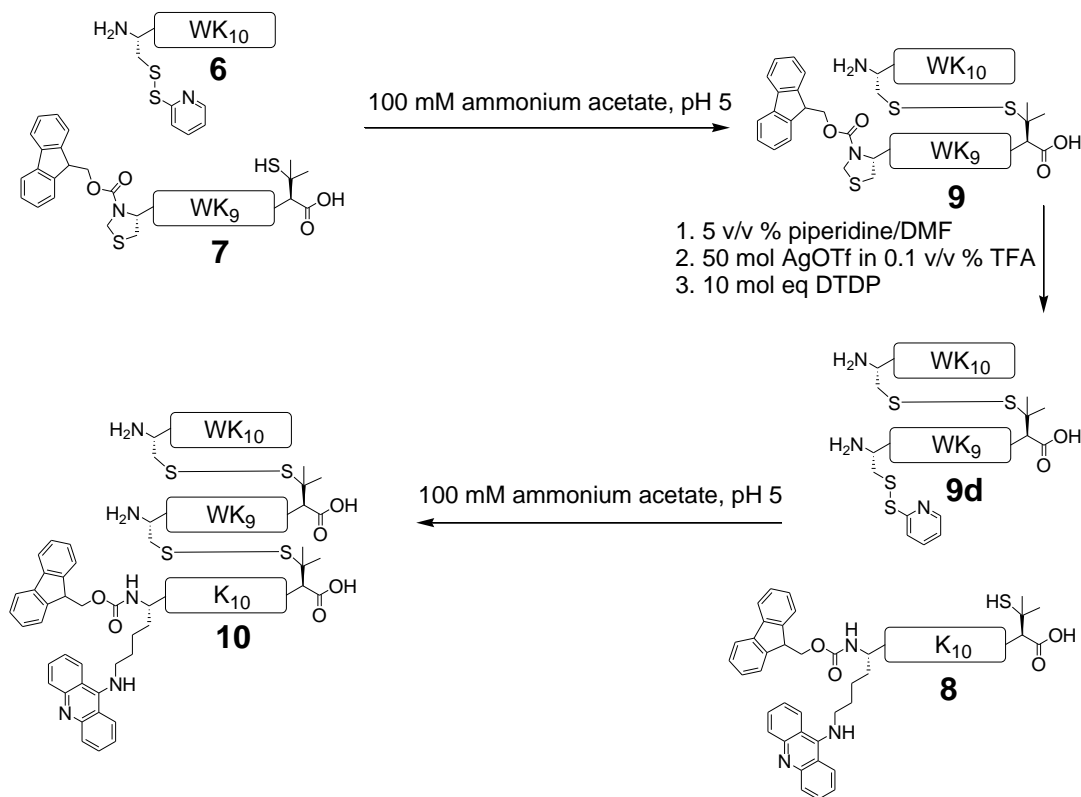 H₂N
WK₁₀
S
S
N
6
100 mM ammonium acetate, pH 5
O
O
N
S
WK₉
HS
OH
O
7
H₂N
WK₁₀
S
S
O
O
N
S
WK₉
OH
O
9
1. 5 v/v % piperidine/DMF
2. 50 mol AgOTf in 0.1 v/v % TFA
3. 10 mol eq DTDP
H₂N
WK₁₀
S
S
H₂N
WK₉
OH
O
S
S
N
9d
100 mM ammonium acetate, pH 5
H₂N
WK₁₀
S
S
H₂N
WK₉
OH
O
S
S
O
O
H
N
K₁₀
OH
O
10
NH
N
O
O
H
N
K₁₀
HS
OH
O
8
NH
N